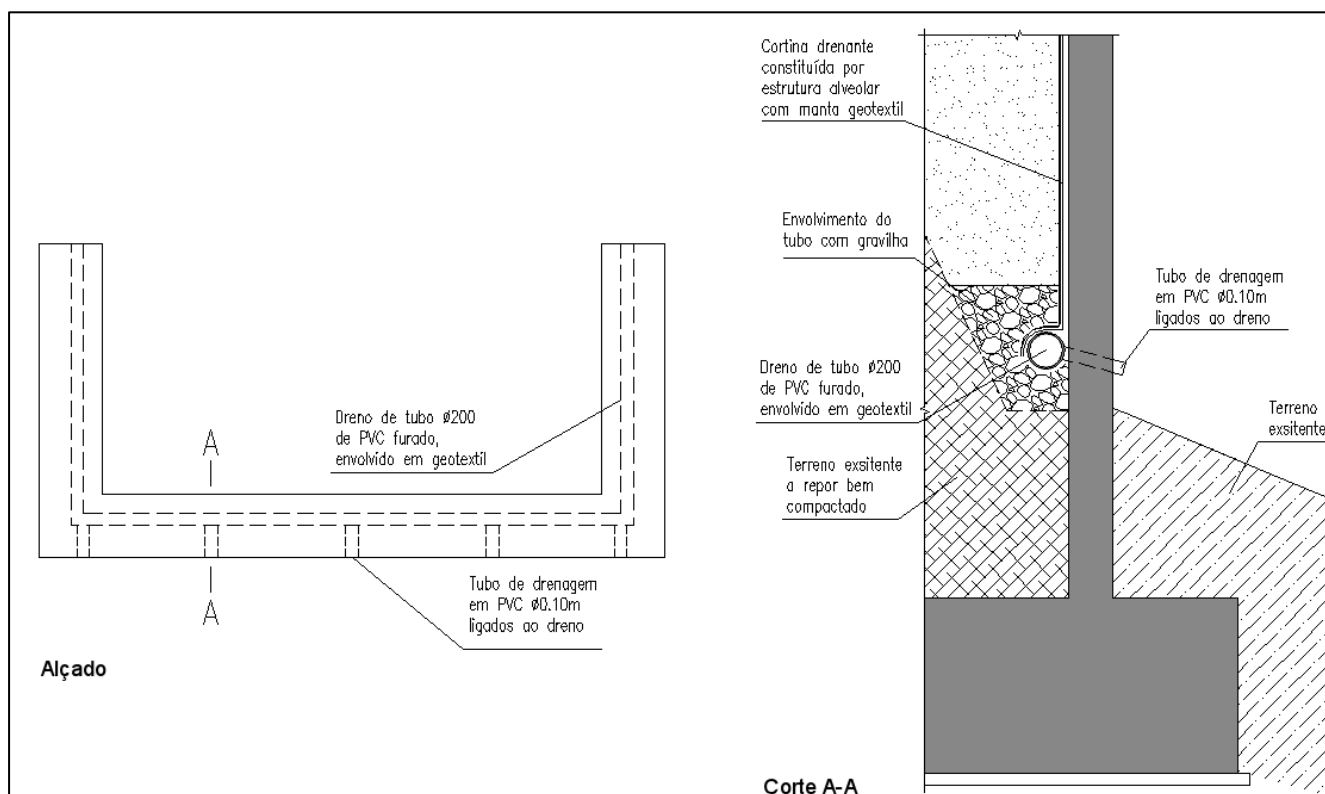 Dreno de tubo ø200
de PVC furado,
envolvido em geotextil
A
A
Tubo de drenagem
em PVC ø0.10m
ligados ao dreno
Alçado
Cortina drenante
constituída por
estrutura alveolar
com manta geotextil
Envolvimento do
tubo com gravilha
Tubo de drenagem
em PVC ø0.10m
ligados ao dreno
Dreno de tubo ø200
de PVC furado,
envolvido em geotextil
Terreno
exsitente
Terreno exsitente
a repor bem
compactado
Corte A-A